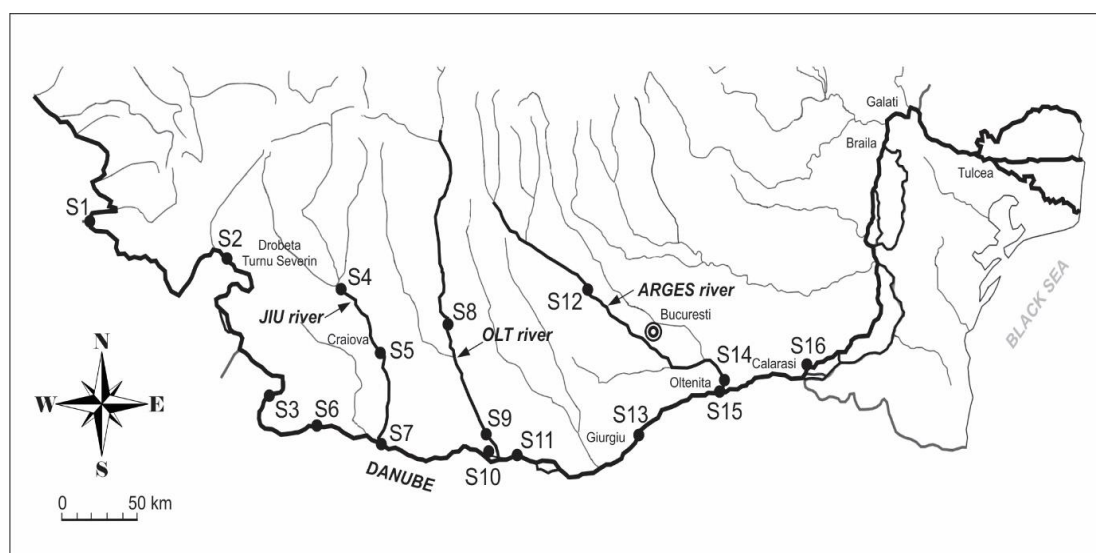 Galati
Braila
Tulcea
S1
S2
Drobeta
Turnu Severin
S4
S12
ARGES river
BLACK SEA
JIU river
S8
OLT river
Bucuresti
Craiova
S5
S16
S14
Calarasi
N
W
E
S
Oltenita
S15
S3
S6
S7
S9
S13
Giurgiu
S11
S10
DANUBE
0 50 km